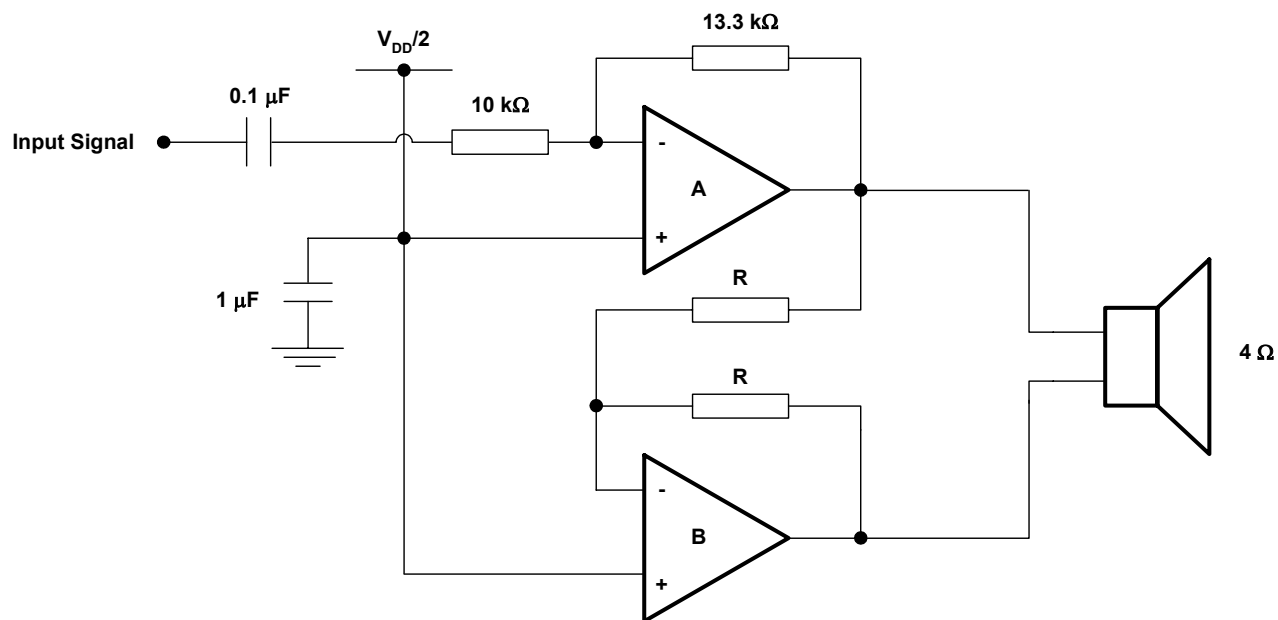 13.3 kΩ
V_DD/2
0.1 µF
10 kΩ
Input Signal
-
A
+
1 µF
R
4 Ω
R
-
B
+